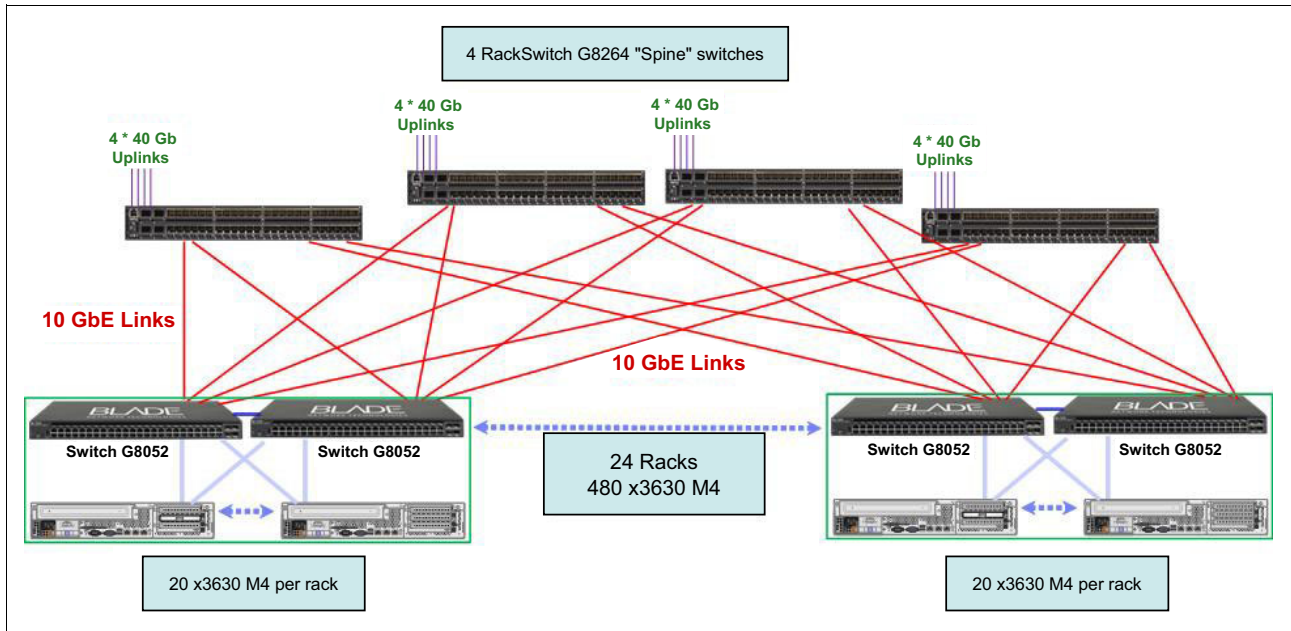 4 RackSwitch G8264 "Spine" switches
4 * 40 Gb
Uplinks
4 * 40 Gb
Uplinks
4 * 40 Gb
Uplinks
4 * 40 Gb
Uplinks
10 GbE Links
10 GbE Links
BLADE
BLADE
BLADE
BLADE
Switch G8052
Switch G8052
Switch G8052
Switch G8052
24 Racks
480 x3630 M4
20 x3630 M4 per rack
20 x3630 M4 per rack